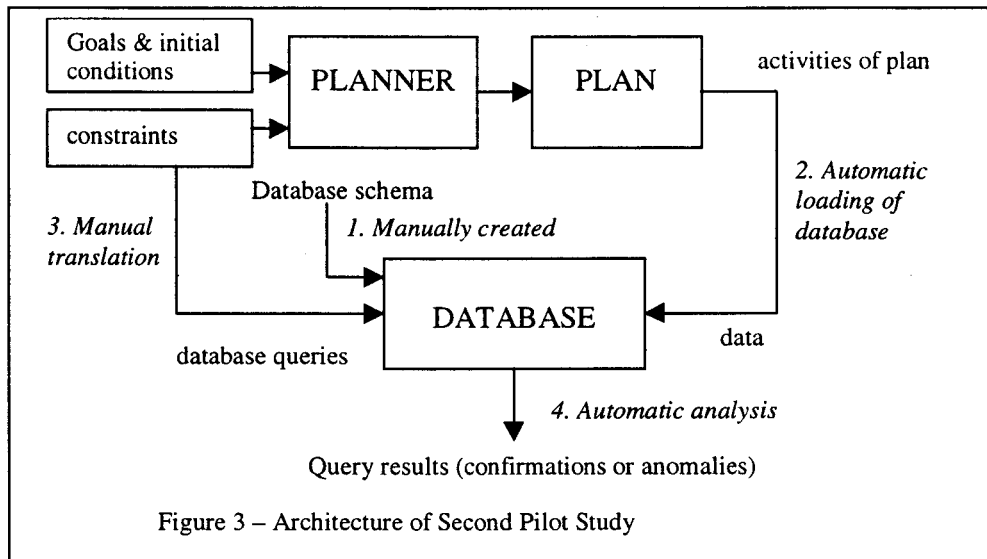 Goals & initial
conditions
PLANNER
PLAN
activities of plan
constraints
2. Automatic
loading of
database
Database schema
3. Manual
translation
1. Manually created
DATABASE
data
database queries
4. Automatic analysis
Query results (confirmations or anomalies)
Figure 3 – Architecture of Second Pilot Study